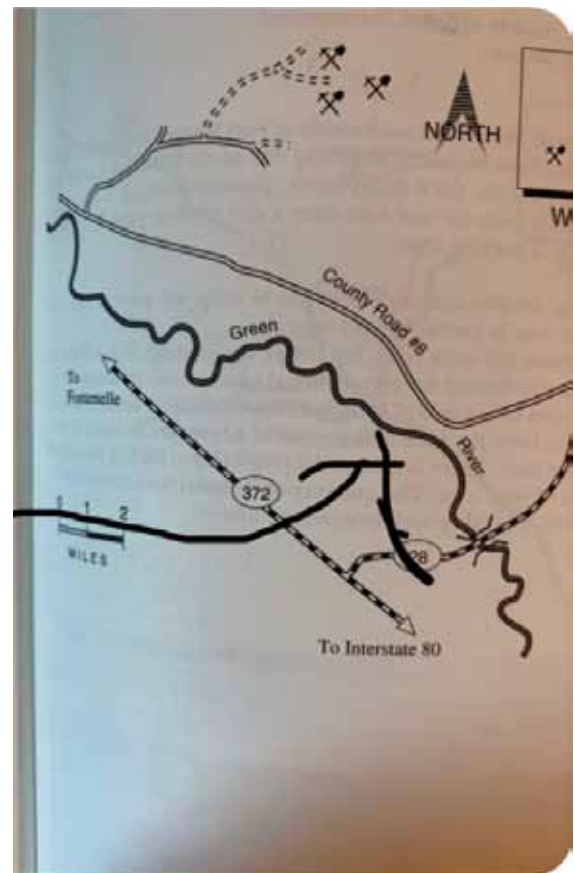 NORTH
W
County Road #8
Green
River
To
Fontenelle
372
28
0 1 2
MILES
To Interstate 80